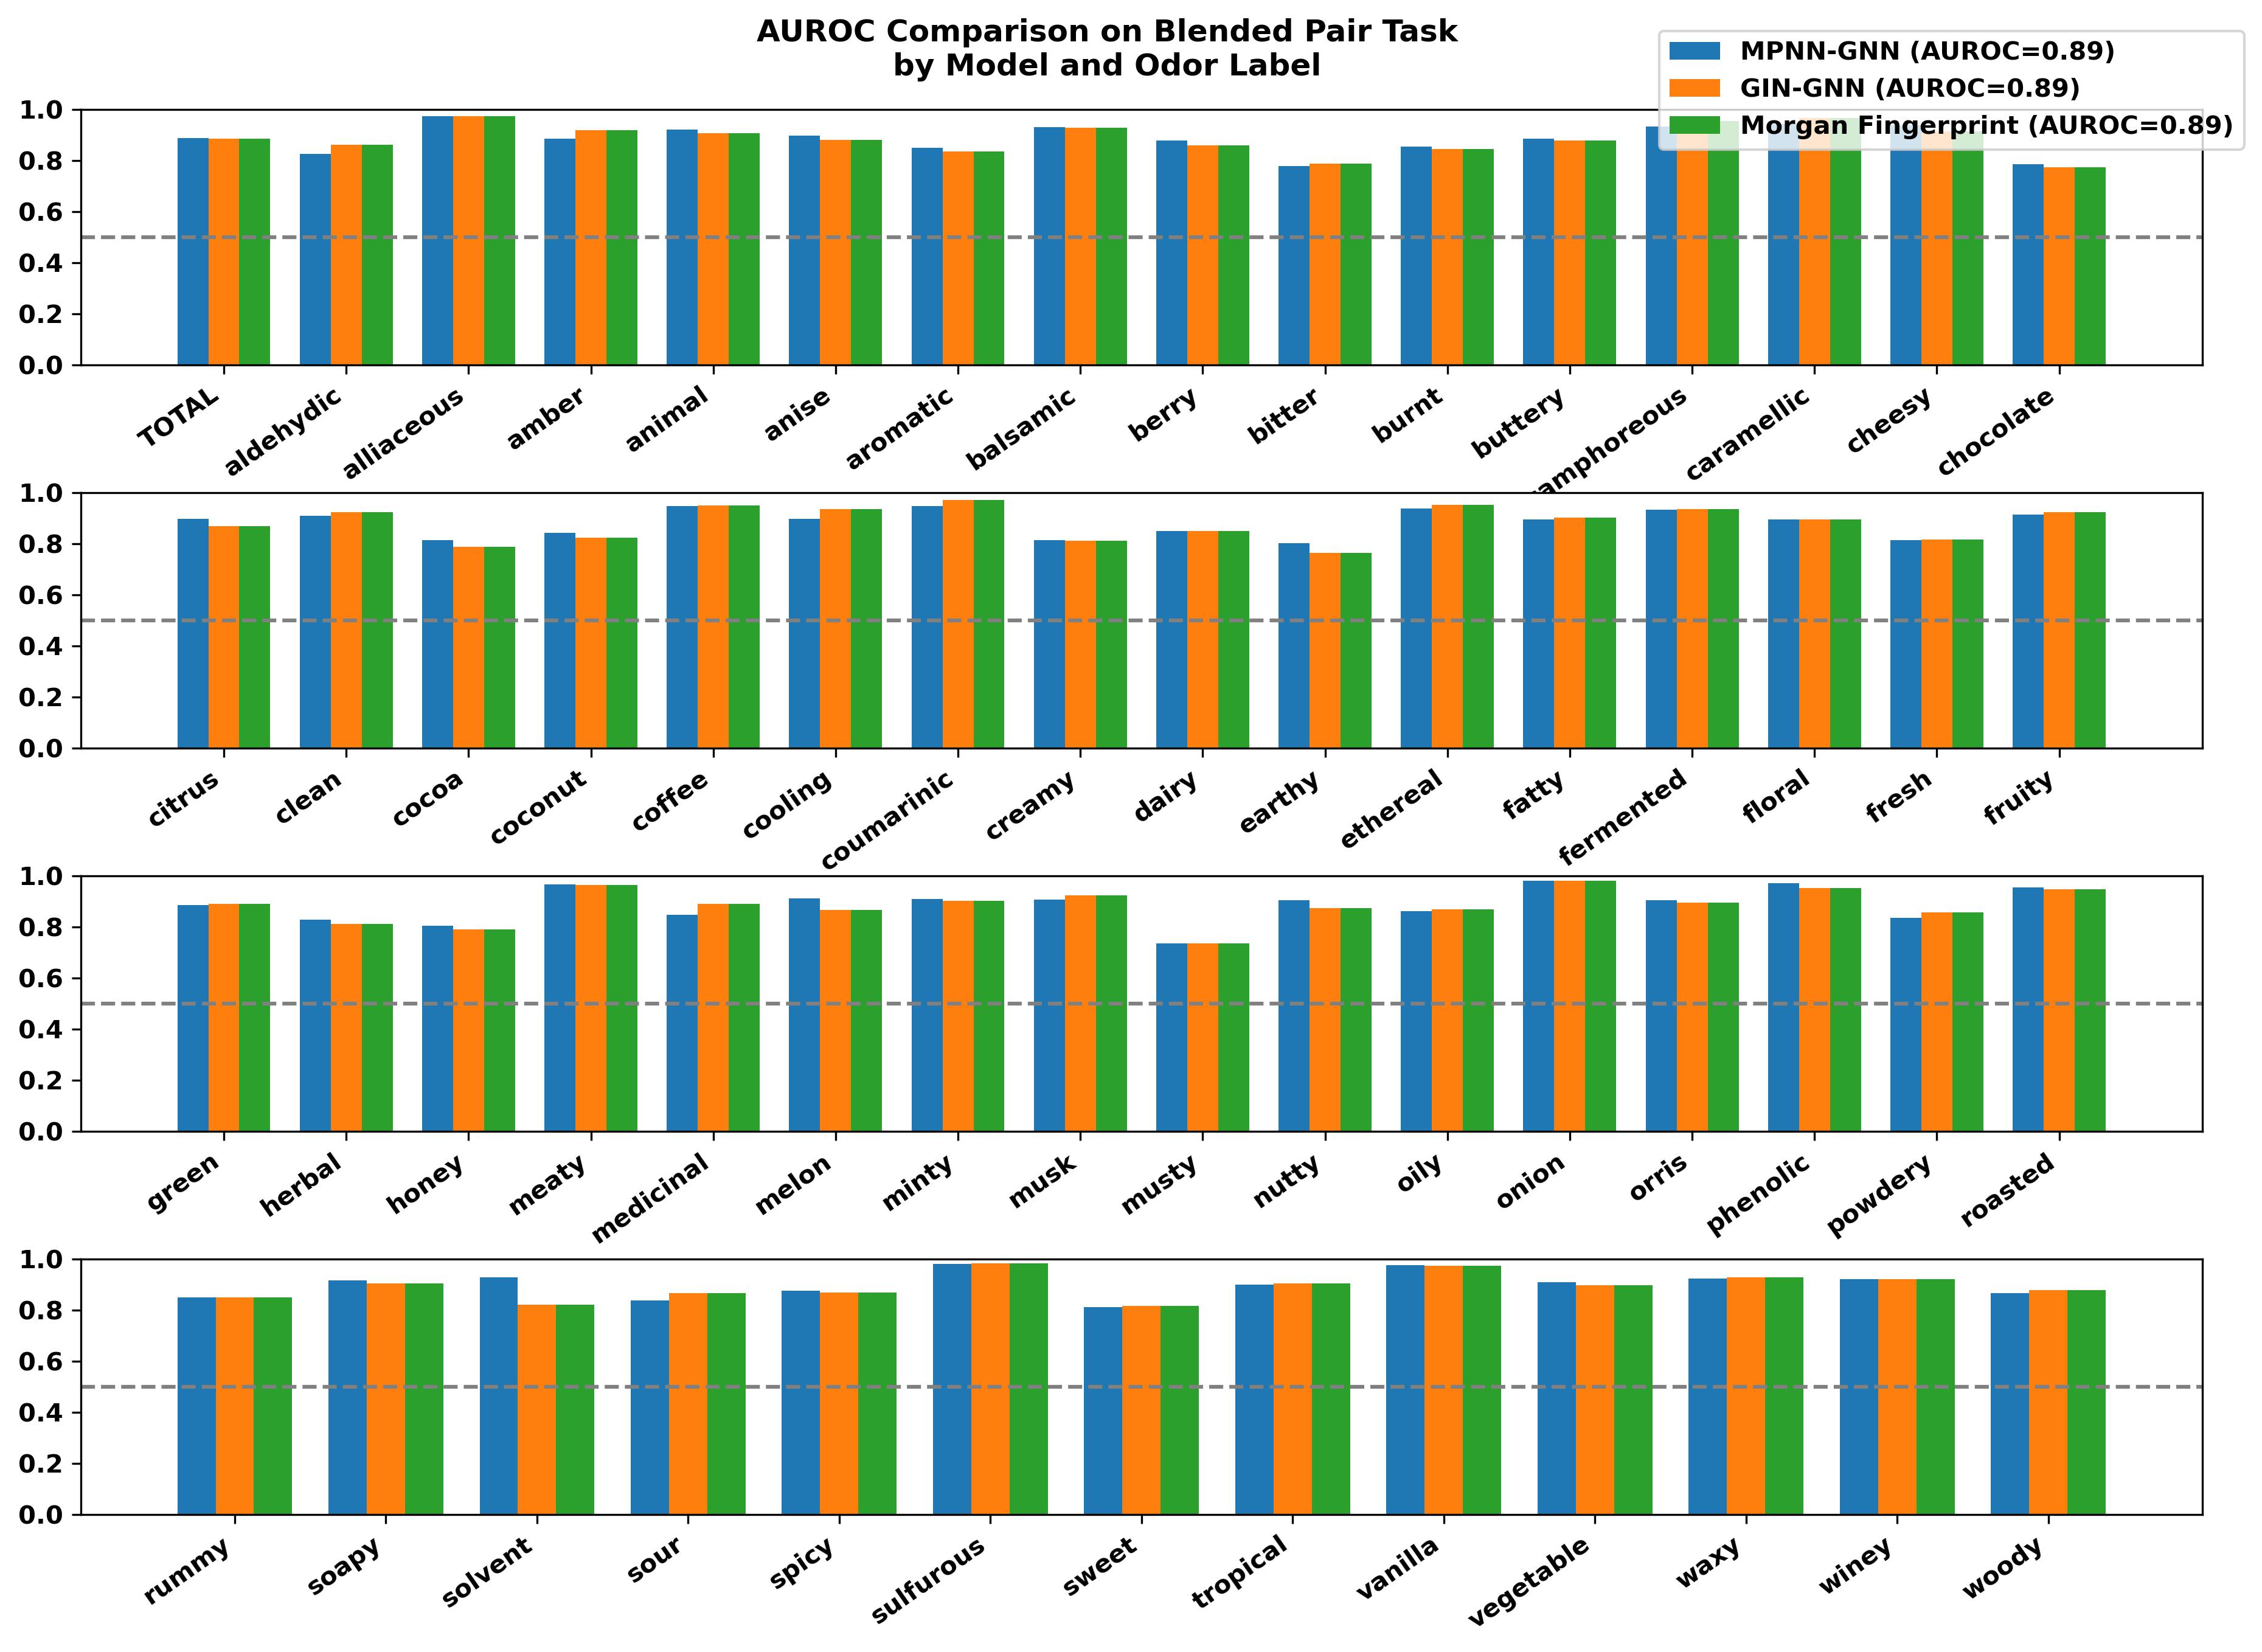 AUROC Comparison on Blended Pair Task
by Model and Odor Label
MPNN-GNN (AUROC=0.89)
GIN-GNN (AUROC=0.89)
Morgan Fingerprint (AUROC=0.89)
1.0
0.8
0.6
0.4
0.2
0.0
TOTAL
aldehydic
alliaceous
amber
animal
anise
aromatic
balsamic
berry
bitter
burnt
buttery
amphoreous
caramellic
cheesy
chocolate
1.0
0.8
0.6
0.4
0.2
0.0
citrus
clean
cocoa
coconut
coffee
cooling
coumarinic
creamy
dairy
earthy
ethereal
fatty
fermented
floral
fresh
fruity
1.0
0.8
0.6
0.4
0.2
0.0
green
herbal
honey
meaty
medicinal
melon
minty
musk
musty
nutty
oily
onion
orris
phenolic
powdery
roasted
1.0
0.8
0.6
0.4
0.2
0.0
rummy
soapy
solvent
sour
spicy
sulfurous
sweet
tropical
vanilla
vegetable
waxy
winey
woody